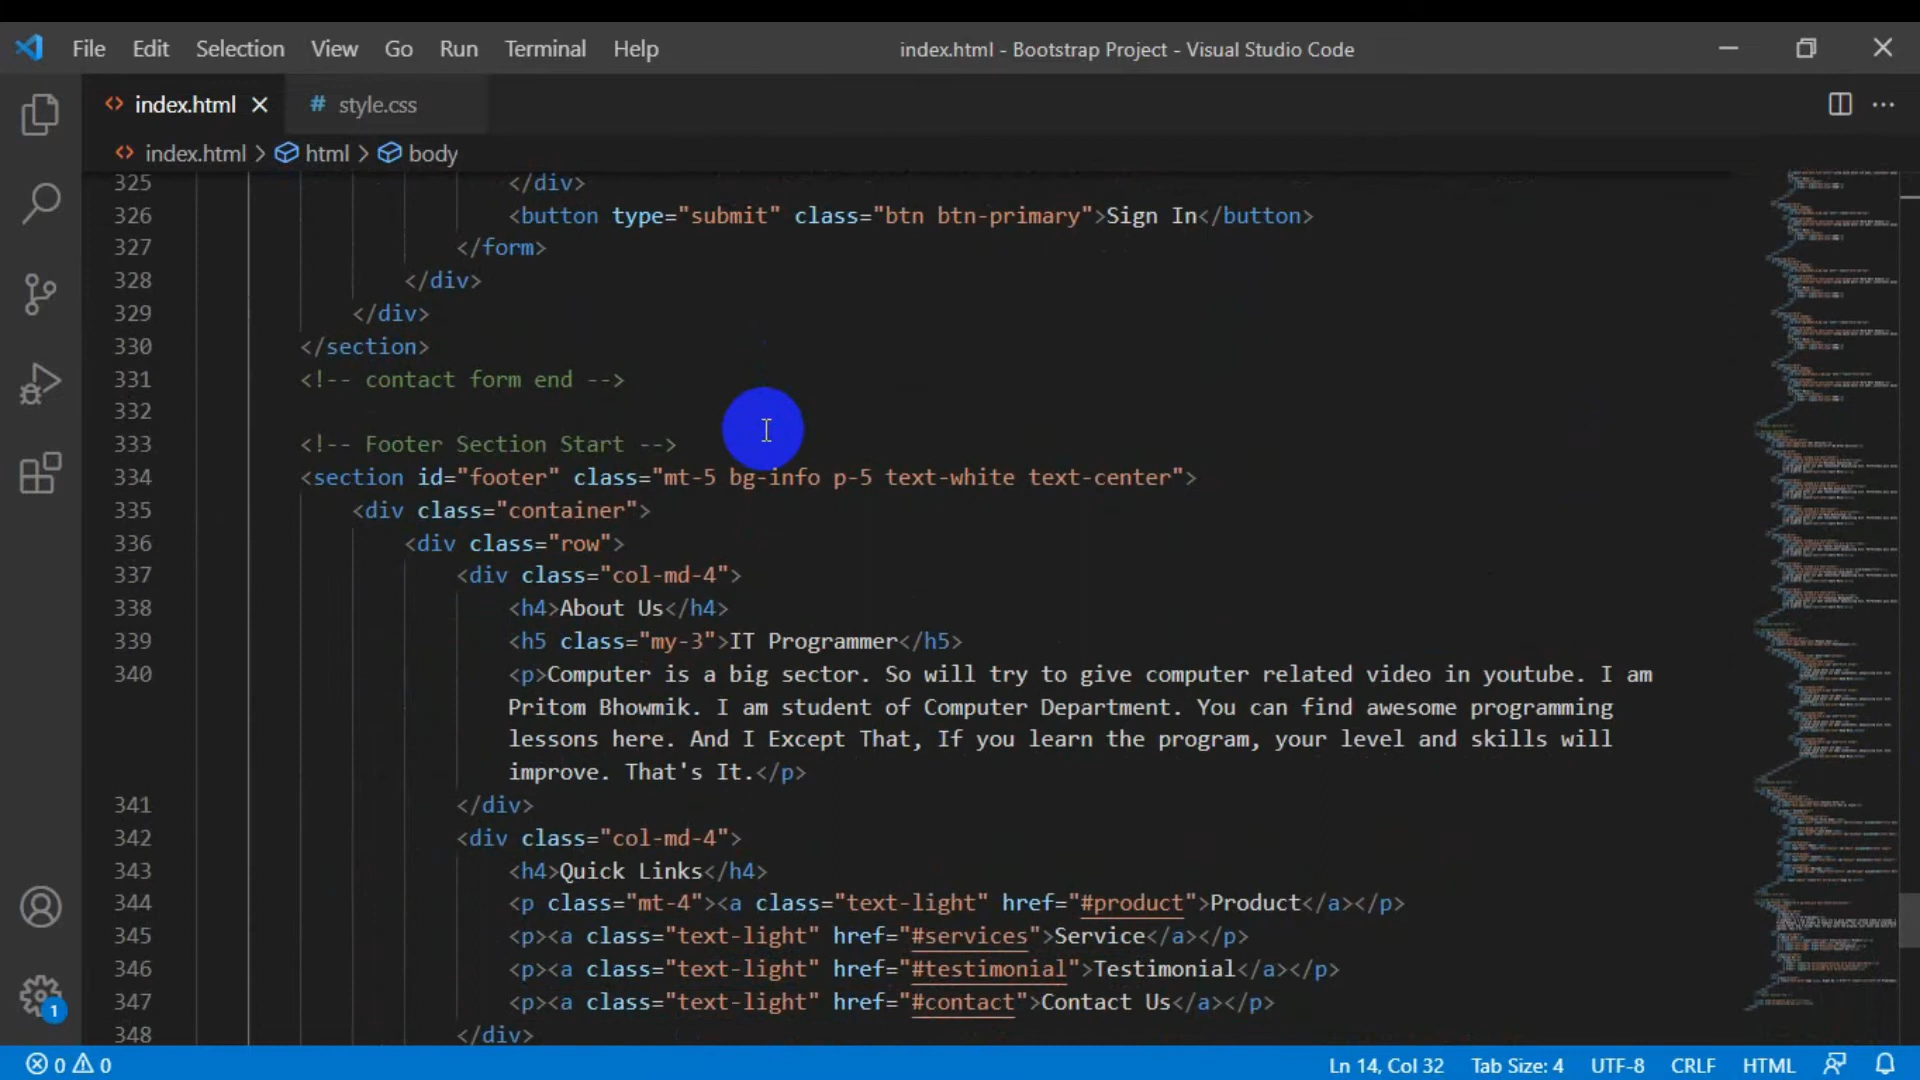 File Edit Selection View Go Run Terminal Help index.html - Bootstrap Project - Visual Studio Code
index.html # style.css
index.html > html > body
325 </div>
326 <button type="submit" class="btn btn-primary">Sign In</button>
327 </form>
328 </div>
329 </div>
330 </section>
331 <!-- contact form end -->
332
333 <!-- Footer Section Start -->
334 <section id="footer" class="mt-5 bg-info p-5 text-white text-center">
335 <div class="container">
336 <div class="row">
337 <div class="col-md-4">
338 <h4>About Us</h4>
339 <h5 class="my-3">IT Programmer</h5>
340 <p>Computer is a big sector. So will try to give computer related video in youtube. I am
Pritom Bhowmik. I am student of Computer Department. You can find awesome programming
lessons here. And I Except That, If you learn the program, your level and skills will
improve. That's It.</p>
341 </div>
342 <div class="col-md-4">
343 <h4>Quick Links</h4>
344 <p class="mt-4"><a class="text-light" href="#product">Product</a></p>
345 <p><a class="text-light" href="#services">Service</a></p>
346 <p><a class="text-light" href="#testimonial">Testimonial</a></p>
347 <p><a class="text-light" href="#contact">Contact Us</a></p>
348 </div>
1
0 0 Ln 14, Col 32 Tab Size: 4 UTF-8 CRLF HTML